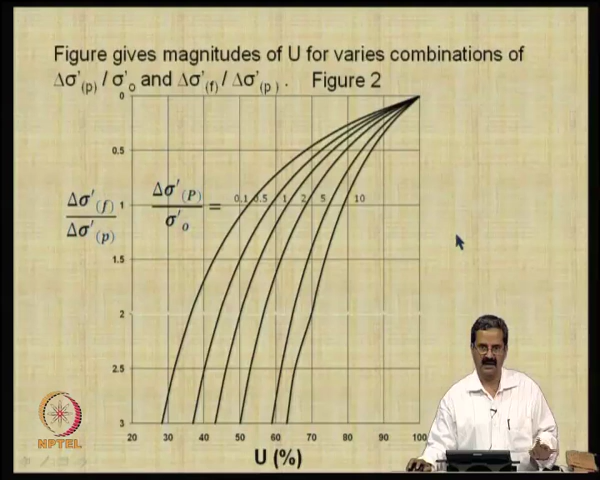 Figure gives magnitudes of U for varies combinations of
Δσ'(p) / σ'o and Δσ'(f) / Δσ'(p ) .    Figure 2
0
0.5
1
1.5
2
2.5
3
Δσ'(f)
Δσ'(p)
Δσ'(P)
σ'o
=
0.1 0.5 1 2 5 10
20 30 40 50 60 70 80 90 100
U (%)
NPTEL